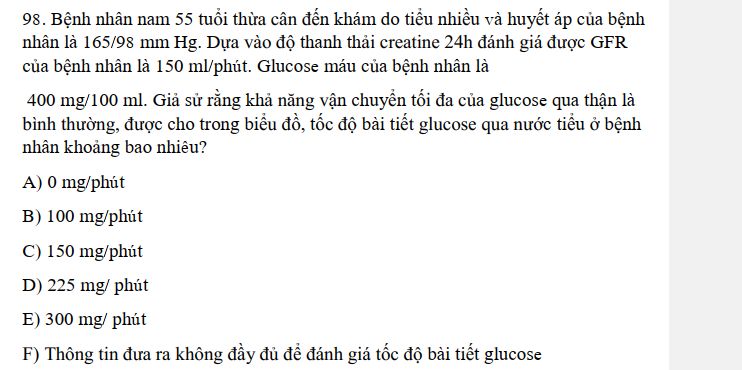 98. Bệnh nhân nam 55 tuổi thừa cân đến khám do tiểu nhiều và huyết áp của bệnh
nhân là 165/98 mm Hg. Dựa vào độ thanh thải creatine 24h đánh giá được GFR
của bệnh nhân là 150 ml/phút. Glucose máu của bệnh nhân là
400 mg/100 ml. Giả sử rằng khả năng vận chuyển tối đa của glucose qua thận là
bình thường, được cho trong biểu đồ, tốc độ bài tiết glucose qua nước tiểu ở bệnh
nhân khoảng bao nhiêu?
A) 0 mg/phút
B) 100 mg/phút
C) 150 mg/phút
D) 225 mg/ phút
E) 300 mg/ phút
F) Thông tin đưa ra không đầy đủ để đánh giá tốc độ bài tiết glucose